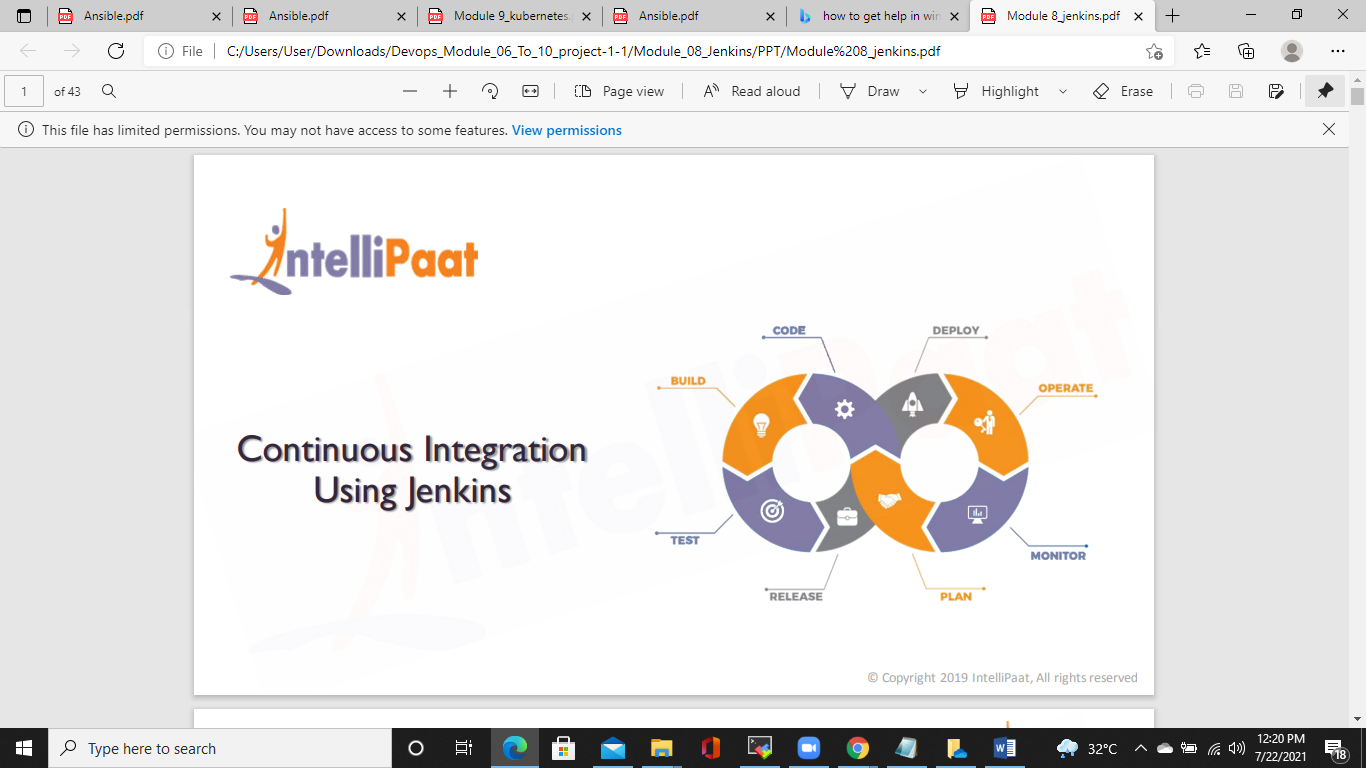 Ansible.pdf
Ansible.pdf
Module 9_kubernetes.
Ansible.pdf
how to get help in win
Module 8_jenkins.pdf
File
C:/Users/User/Downloads/Devops_Module_06_To_10_project-1-1/Module_08_Jenkins/PPT/Module%208_jenkins.pdf
1 of 43
Page view
Read aloud
Draw
Highlight
Erase
This file has limited permissions. You may not have access to some features. View permissions
IntelliPaat
CODE
DEPLOY
BUILD
OPERATE
Continuous Integration
Using Jenkins
TEST
MONITOR
RELEASE
PLAN
IntelliPaat
© Copyright 2019 IntelliPaat, All rights reserved
Type here to search
32°C
12:20 PM
7/22/2021
18